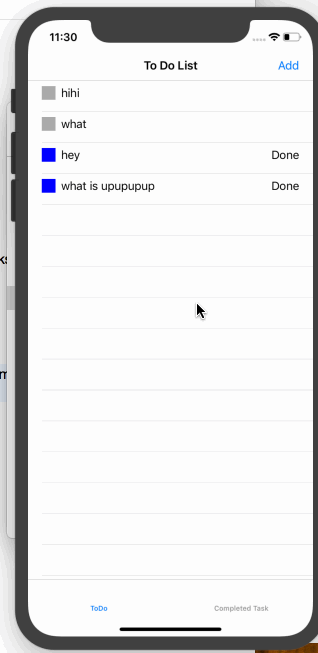 11:30
To Do List Add
hihi
what
hey Done
what is upupupup Done
ToDo Completed Task